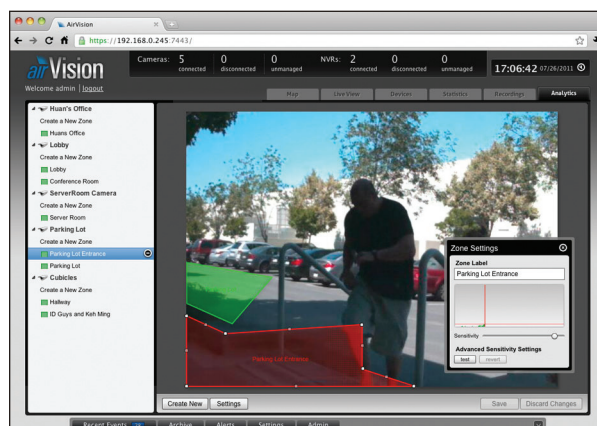 AirVision
https://192.168.0.245:7443/
airVision
Cameras: 5 connected 0 disconnected 0 unmanaged NVRs: 2 connected 0 disconnected 0 unmanaged
17:06:42 07/26/2011
Welcome admin | logout
Map Live View Devices Statistics Recordings Analytics
Huan's Office
Create a New Zone
Huans Office
Lobby
Create a New Zone
Lobby
Conference Room
ServerRoom Camera
Create a New Zone
Server Room
Parking Lot
Create a New Zone
Parking Lot Entrance
Parking Lot
Cubicles
Create a New Zone
Hallway
ID Guys and Keh Ming
Parking Lot Entrance
Zone Settings
Zone Label
Parking Lot Entrance
Sensitivity
Advanced Sensitivity Settings
test revert
Create New Settings Save Discard Changes
Recent Events Archive Alerts Settings Admin